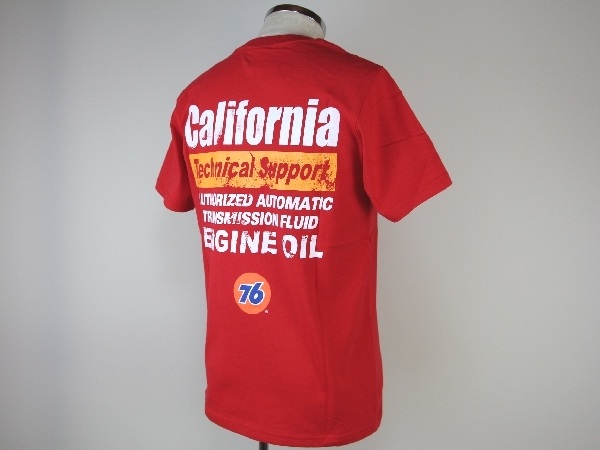 California
Technical Support
AUTHORIZED AUTOMATIC
TRANSMISSION FLUID
ENGINE OIL
76